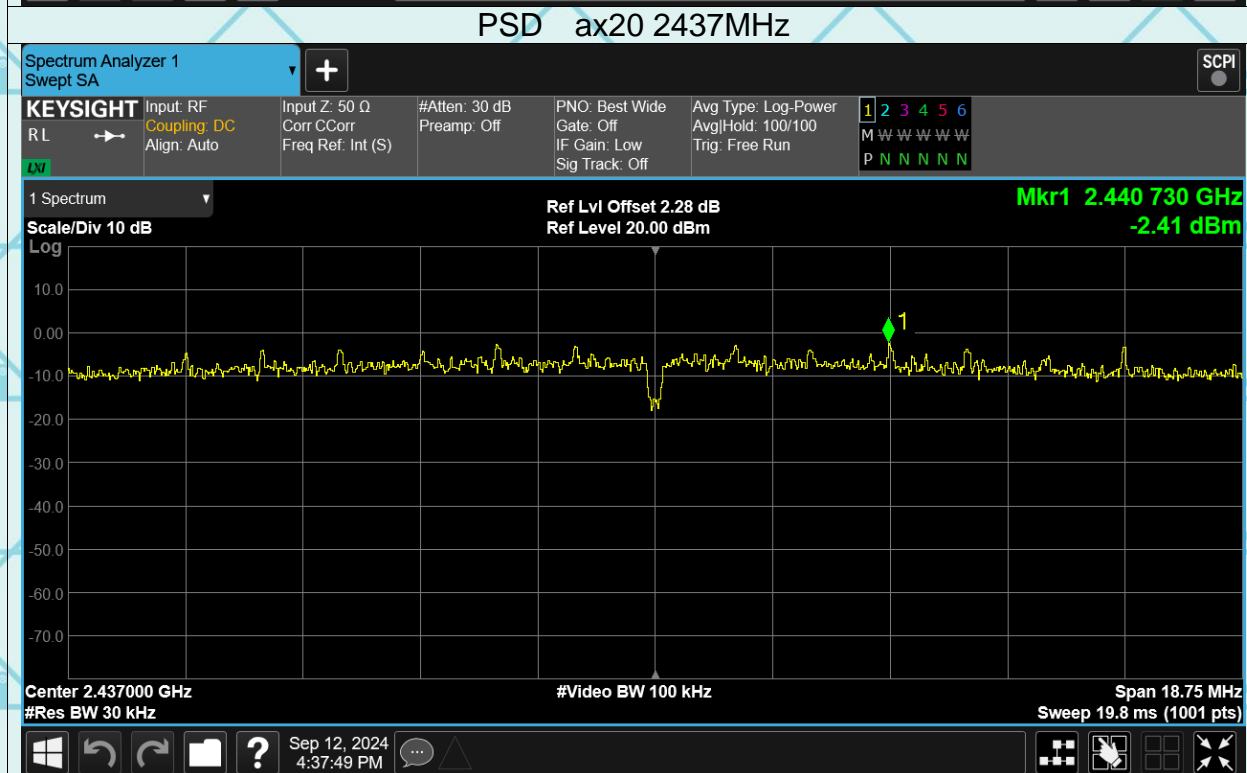 PSD ax20 2437MHz
Spectrum Analyzer 1
Swept SA
+
SCPI
KEYSIGHT
RL
LXI
Input: RF
Coupling: DC
Align: Auto
Input Z: 50 Ω
Corr CCorr
Freq Ref: Int (S)
#Atten: 30 dB
Preamp: Off
PNO: Best Wide
Gate: Off
IF Gain: Low
Sig Track: Off
Avg Type: Log-Power
Avg|Hold: 100/100
Trig: Free Run
1 2 3 4 5 6
M W W W W W
P N N N N N
1 Spectrum
Scale/Div 10 dB
Ref Lvl Offset 2.28 dB
Ref Level 20.00 dBm
Mkr1 2.440 730 GHz
-2.41 dBm
Log
10.0
0.00
-10.0
-20.0
-30.0
-40.0
-50.0
-60.0
-70.0
1
Center 2.437000 GHz
#Res BW 30 kHz
#Video BW 100 kHz
Span 18.75 MHz
Sweep 19.8 ms (1001 pts)
?
Sep 12, 2024
4:37:49 PM